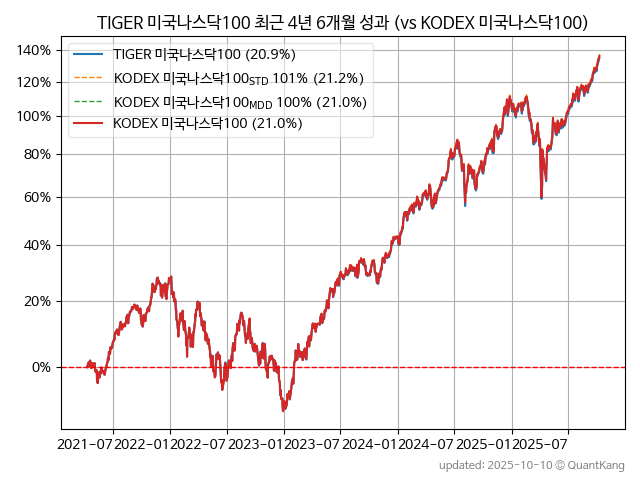 TIGER 미국나스닥100 최근 4년 6개월 성과 (vs KODEX 미국나스닥100)
TIGER 미국나스닥100 (20.9%)
KODEX 미국나스닥100STD 101% (21.2%)
KODEX 미국나스닥100MDD 100% (21.0%)
KODEX 미국나스닥100 (21.0%)
140%
120%
100%
80%
60%
40%
20%
0%
2021-07 2022-01 2022-07 2023-01 2023-07 2024-01 2024-07 2025-01 2025-07
updated: 2025-10-10 © QuantKang